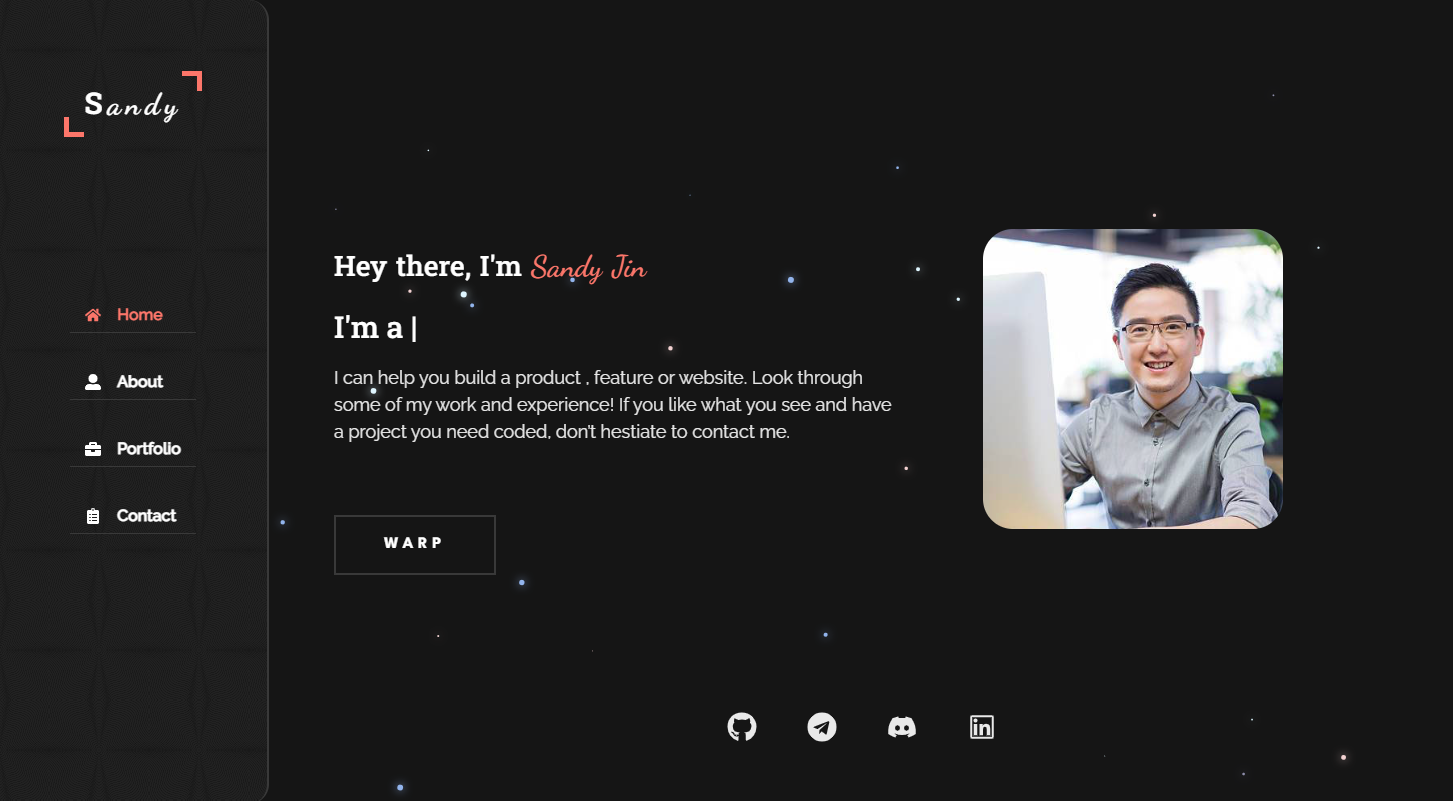 Sandy
Home
About
Portfolio
Contact
Hey there, I'm Sandy Jin
I'm a |
I can help you build a product , feature or website. Look through
some of my work and experience! If you like what you see and have
a project you need coded, don't hestiate to contact me.
WARP
in